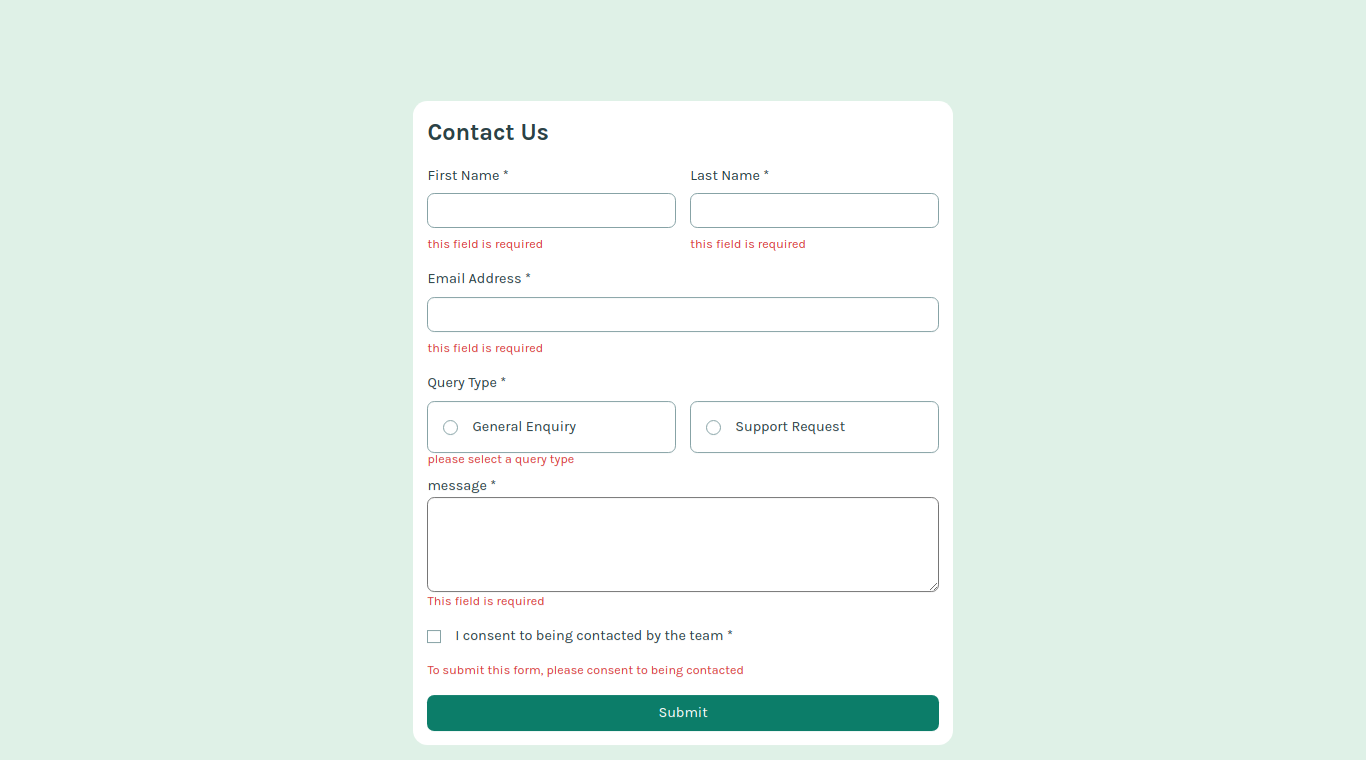 Contact Us
First Name * Last Name *
this field is required this field is required
Email Address *
this field is required
Query Type *
General Enquiry Support Request
please select a query type
message *
This field is required
I consent to being contacted by the team *
To submit this form, please consent to being contacted
Submit